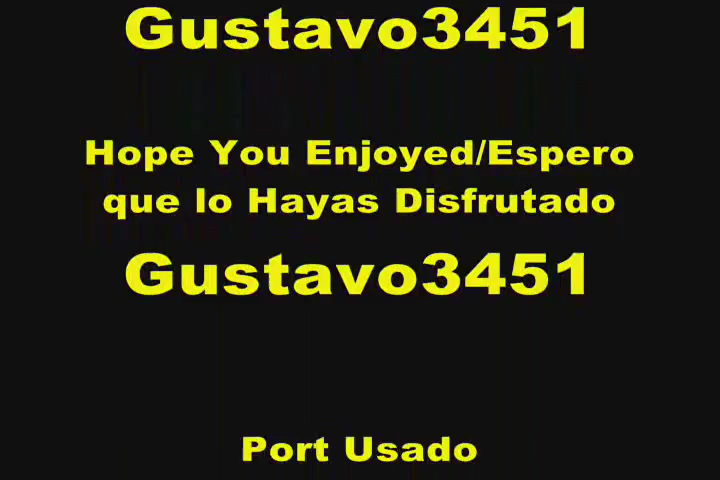 Gustavo3451
Hope You Enjoyed/Espero
que lo Hayas Disfrutado
Gustavo3451
Port Usado